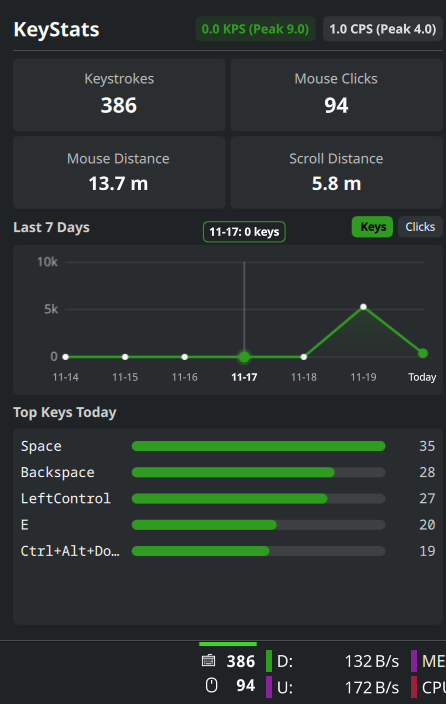 KeyStats 0.0 KPS (Peak 9.0) 1.0 CPS (Peak 4.0)
Keystrokes Mouse Clicks
386 94
Mouse Distance Scroll Distance
13.7 m 5.8 m
Last 7 Days 11-17: 0 keys Keys Clicks
10k
5k
0
11-14 11-15 11-16 11-17 11-18 11-19 Today
Top Keys Today
Space 35
Backspace 28
LeftControl 27
E 20
Ctrl+Alt+Do… 19
386 D: 132 B/s ME
94 U: 172 B/s CPU